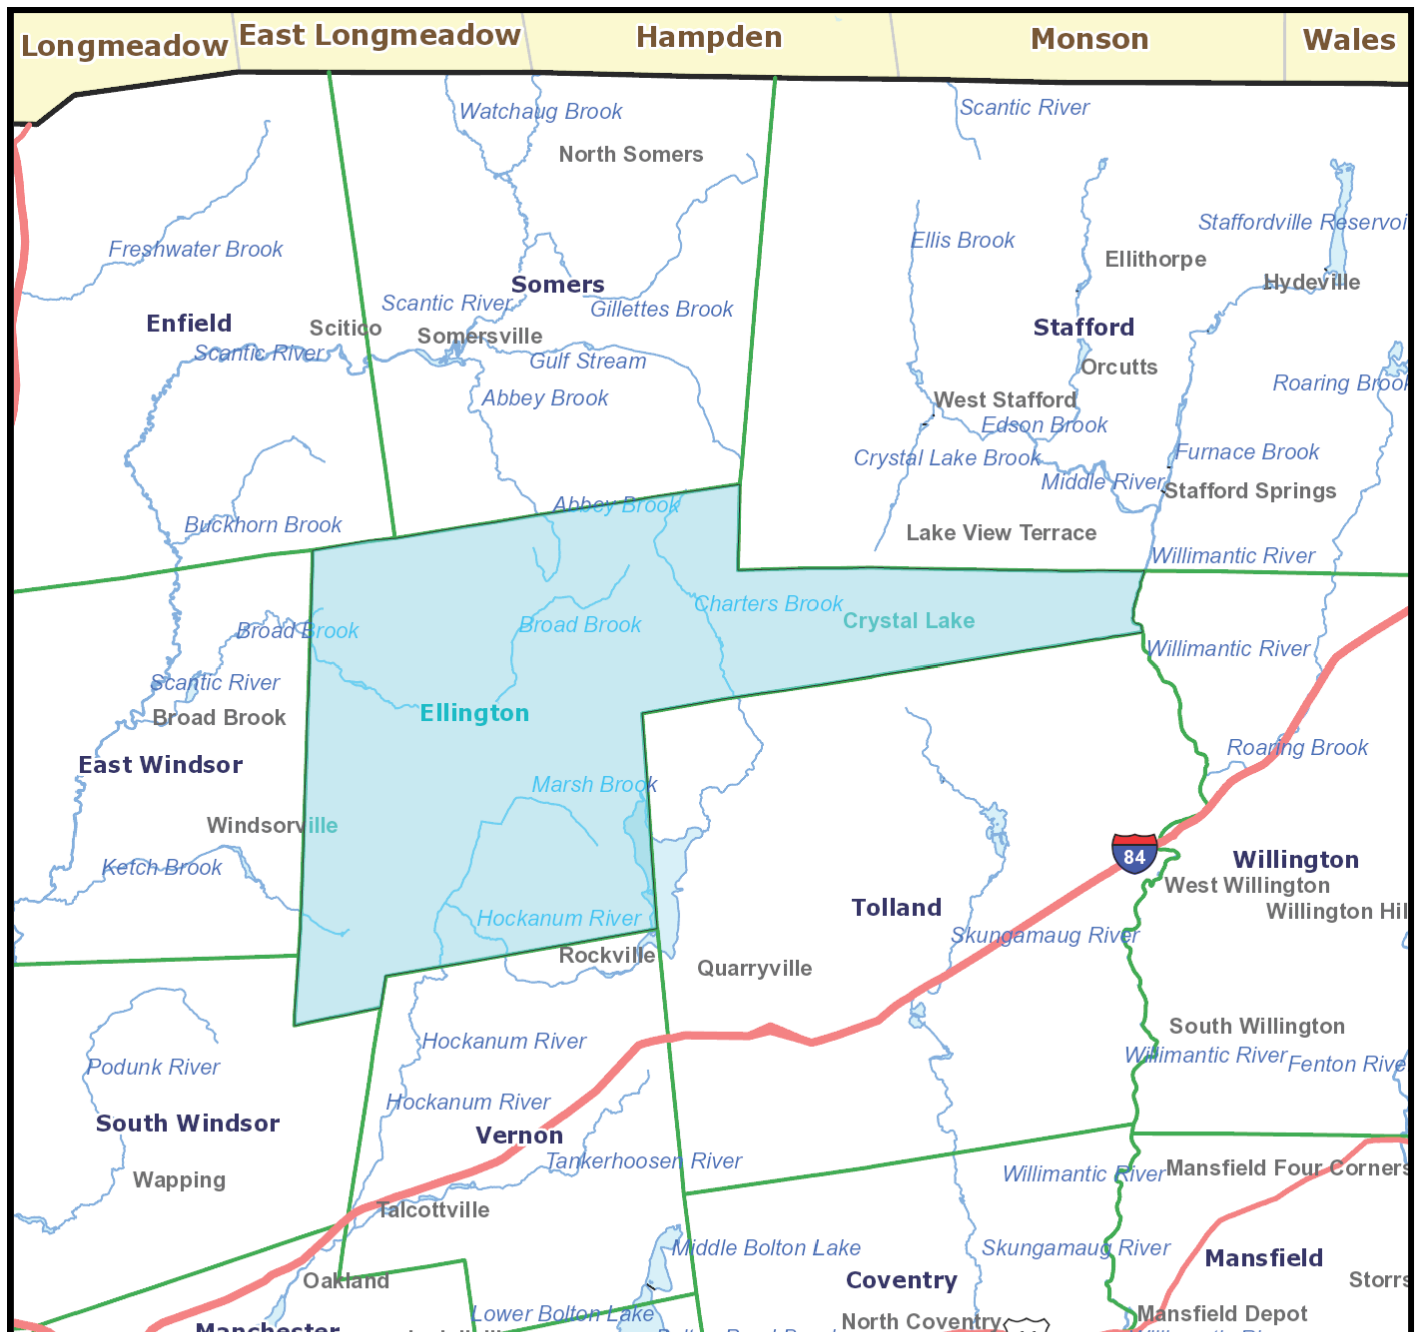 Longmeadow
East Longmeadow
Hampden
Monson
Wales
Watchaug Brook
Scantic River
North Somers
Freshwater Brook
Ellis Brook
Staffordville Reservoi
Ellithorpe
Somers
Hydeville
Scantic River
Gillettes Brook
Enfield
Scitico
Somersville
Stafford
Scantic River
Gulf Stream
Orcutts
Abbey Brook
West Stafford
Roaring Brook
Edson Brook
Crystal Lake Brook
Furnace Brook
Middle River
Stafford Springs
Abbey Brook
Buckhorn Brook
Lake View Terrace
Willimantic River
Charters Brook
Broad Brook
Broad Brook
Crystal Lake
Willimantic River
Scantic River
Broad Brook
Ellington
Roaring Brook
East Windsor
Marsh Brook
Windsorville
84
Willington
Ketch Brook
West Willington
Tolland
Willington Hil
Hockanum River
Skungamaug River
Rockville
Quarryville
South Willington
Hockanum River
Willimantic River
Fenton Rive
Podunk River
Hockanum River
South Windsor
Vernon
Tankerhoosen River
Mansfield Four Corners
Wapping
Willimantic River
Talcottville
Middle Bolton Lake
Skungamaug River
Mansfield
Oakland
Coventry
Storrs
Lower Bolton Lake
Mansfield Depot
North Coventry
Manchester